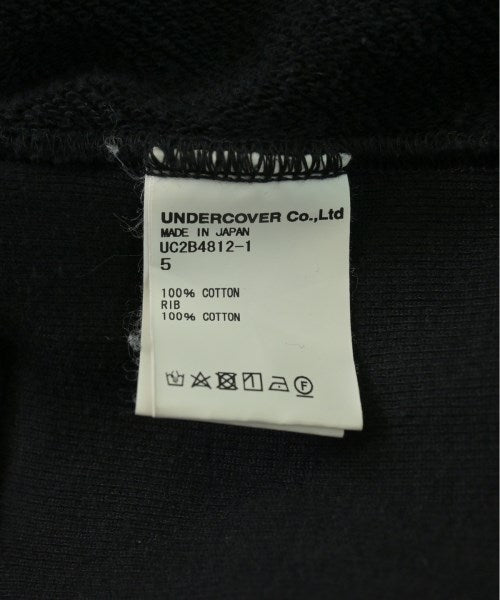 UNDERCOVER Co.,Ltd
MADE IN JAPAN
UC2B4812-1
5
100% COTTON
RIB
100% COTTON
F